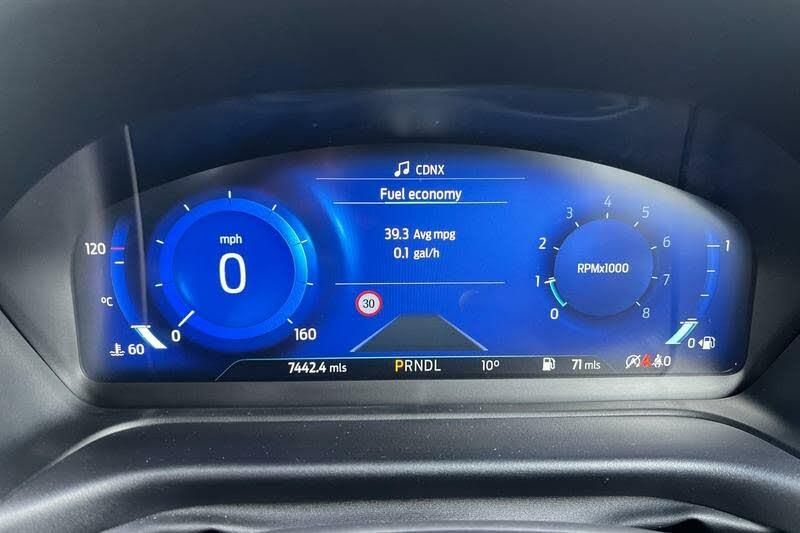 CDNX
Fuel economy
39.3 Avg mpg
0.1 gal/h
30
mph
0
0
160
120
°C
60
RPMx1000
0
1
2
3
4
5
6
7
8
1
0
7442.4 mls
PRNDL
10°
71 mls